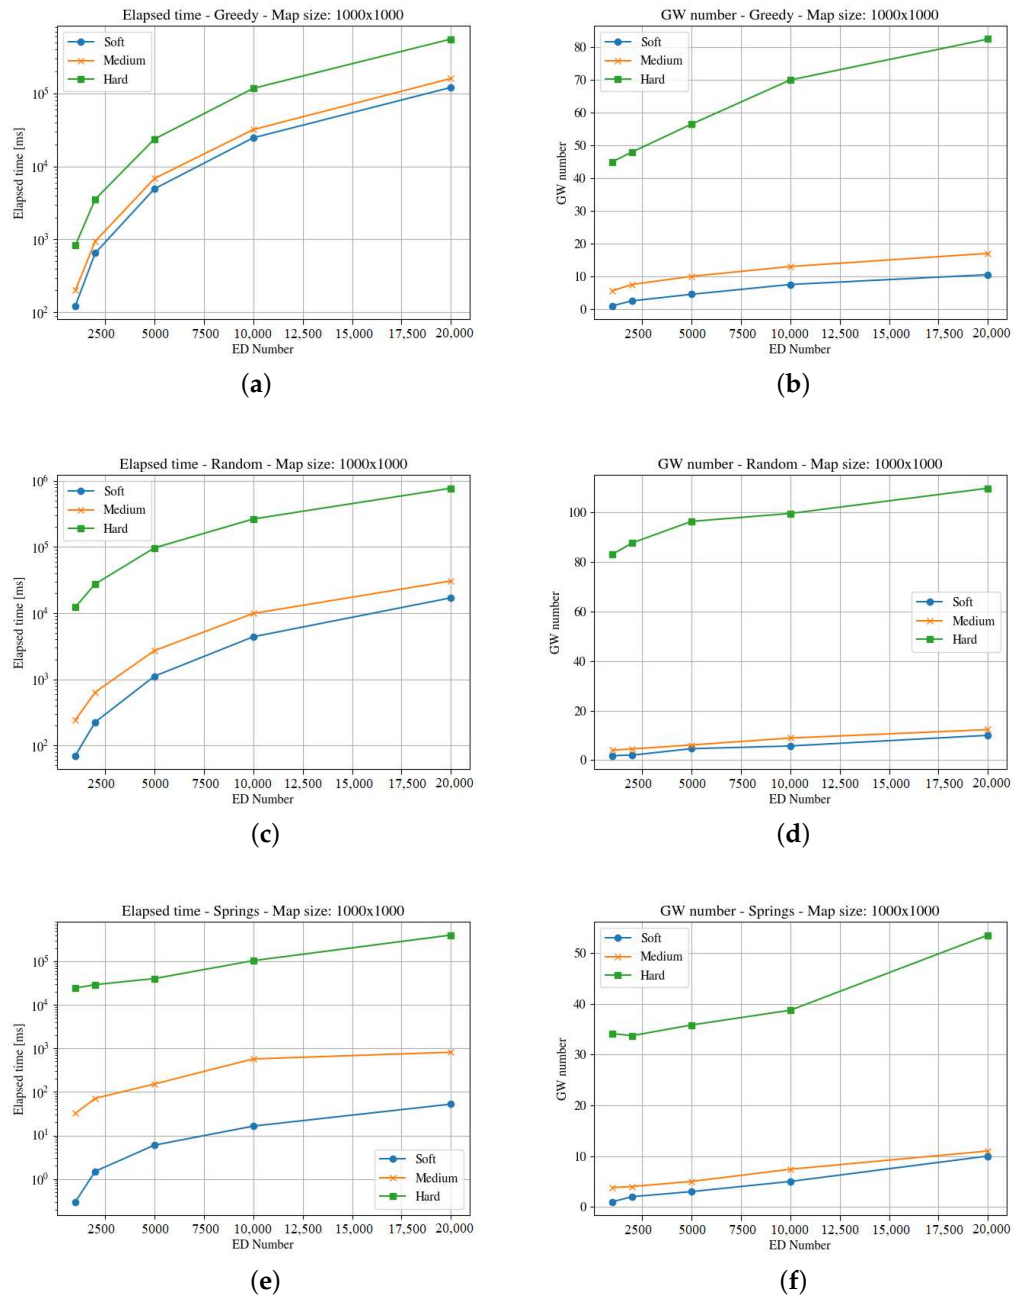 Elapsed time - Greedy - Map size: 1000x1000
Soft
Medium
Hard
10^5
10^4
10^3
10^2
Elapsed time [ms]
2500 5000 7500 10,000 12,500 15,000 17,500 20,000
ED Number
(a)
GW number - Greedy - Map size: 1000x1000
Soft
Medium
Hard
80
70
60
50
40
30
20
10
0
GW number
2500 5000 7500 10,000 12,500 15,000 17,500 20,000
ED Number
(b)
Elapsed time - Random - Map size: 1000x1000
Soft
Medium
Hard
10^6
10^5
10^4
10^3
10^2
Elapsed time [ms]
2500 5000 7500 10,000 12,500 15,000 17,500 20,000
ED Number
(c)
GW number - Random - Map size: 1000x1000
100
80
60
40
20
0
GW number
Soft
Medium
Hard
2500 5000 7500 10,000 12,500 15,000 17,500 20,000
ED Number
(d)
Elapsed time - Springs - Map size: 1000x1000
10^5
10^4
10^3
10^2
10^1
10^0
Elapsed time [ms]
Soft
Medium
Hard
2500 5000 7500 10,000 12,500 15,000 17,500 20,000
ED Number
(e)
GW number - Springs - Map size: 1000x1000
Soft
Medium
Hard
50
40
30
20
10
0
GW number
2500 5000 7500 10,000 12,500 15,000 17,500 20,000
ED Number
(f)